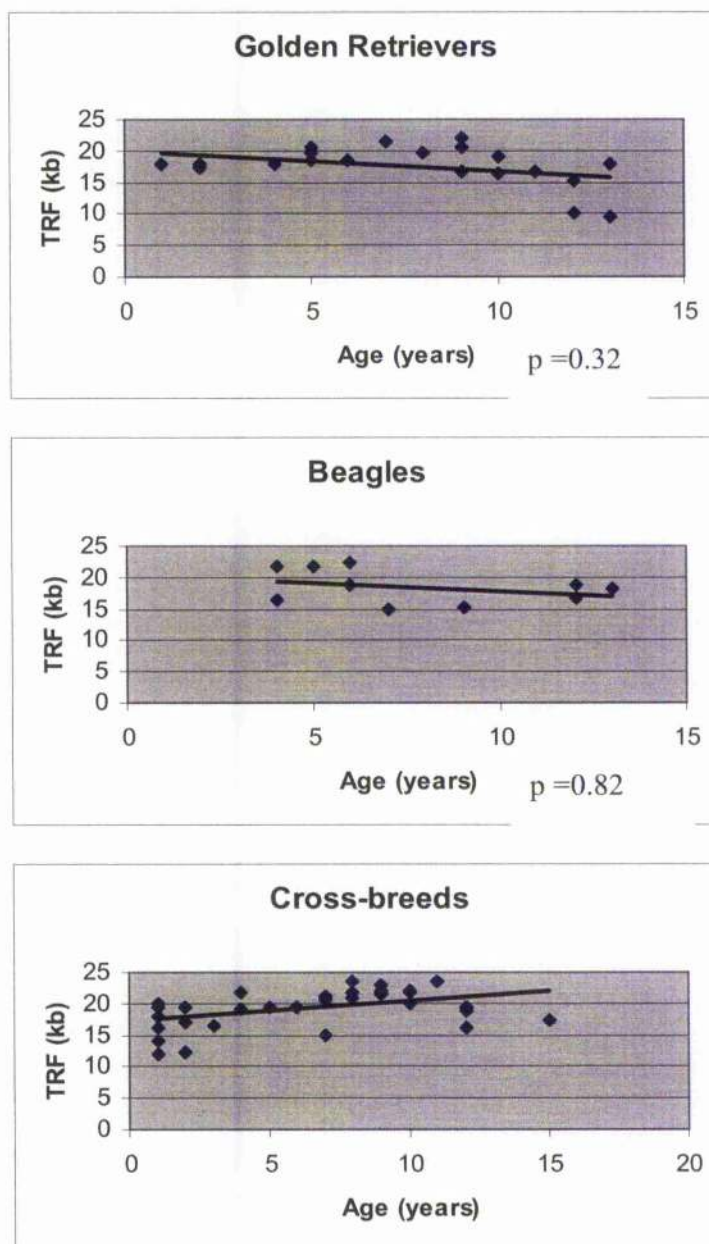 Golden Retrievers
25
20
15
10
5
0
TRF (kb)
0 5 10 15
Age (years)
p =0.32
Beagles
25
20
15
10
5
0
TRF (kb)
0 5 10 15
Age (years)
p =0.82
Cross-breeds
25
20
15
10
5
0
TRF (kb)
0 5 10 15 20
Age (years)